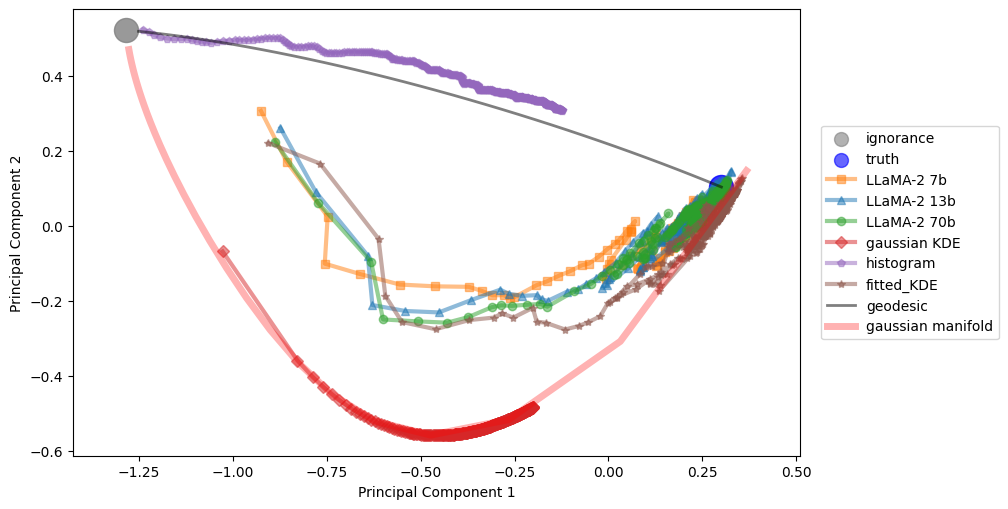 0.4
0.2
0.0
−0.2
−0.4
−0.6
Principal Component 2
−1.25
−1.00
−0.75
−0.50
−0.25
0.00
0.25
0.50
Principal Component 1
ignorance
truth
LLaMA-2 7b
LLaMA-2 13b
LLaMA-2 70b
gaussian KDE
histogram
fitted_KDE
geodesic
gaussian manifold